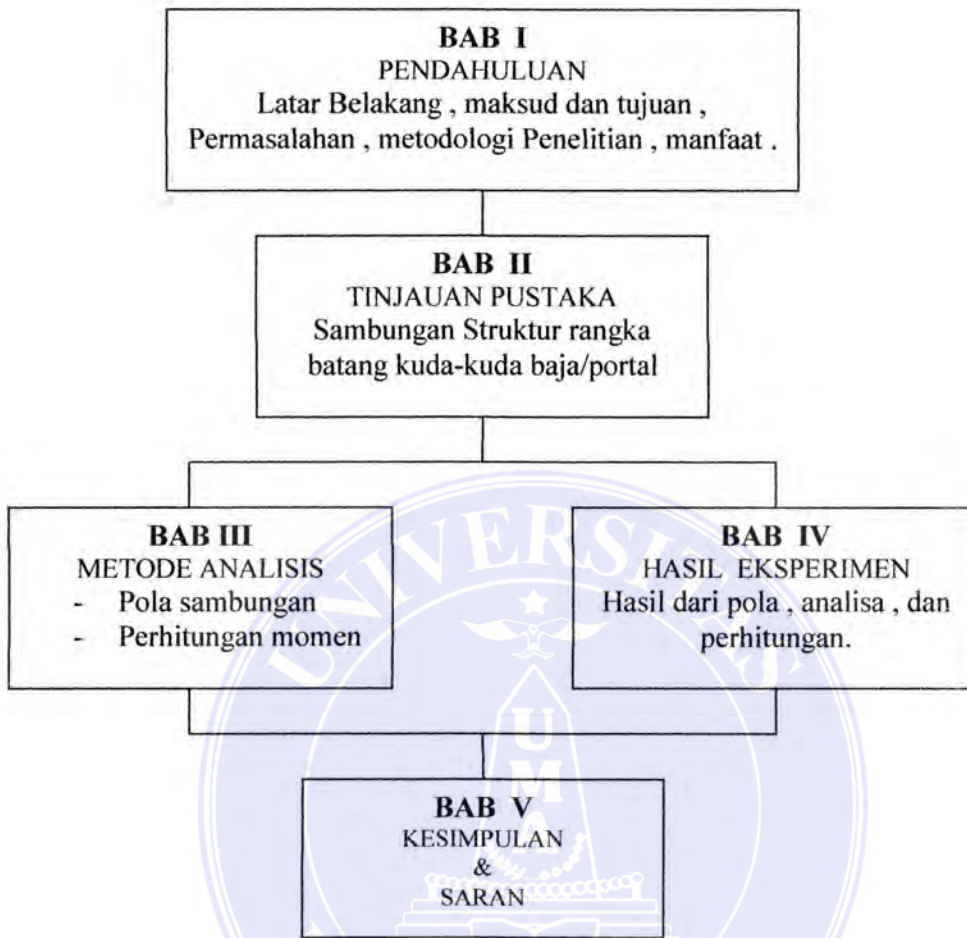 BAB I
PENDAHULUAN
Latar Belakang , maksud dan tujuan ,
Permasalahan , metodologi Penelitian , manfaat .
BAB II
TINJAUAN PUSTAKA
Sambungan Struktur rangka
batang kuda-kuda baja/portal
BAB III
METODE ANALISIS
- Pola sambungan
- Perhitungan momen
BAB IV
HASIL EKSPERIMEN
Hasil dari pola , analisa , dan
perhitungan.
UNIVERSITAS
U
M
A
BAB V
KESIMPULAN
&
SARAN